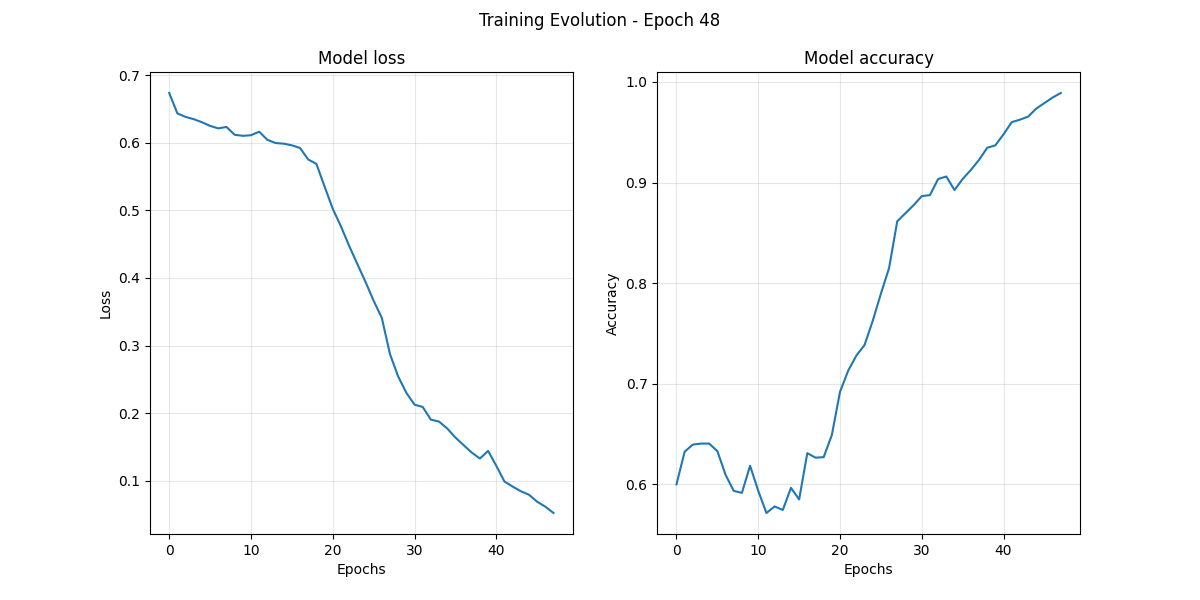 Training Evolution - Epoch 48
Model loss
0.7
0.6
0.5
0.4
0.3
0.2
0.1
Loss
0 10 20 30 40
Epochs
Model accuracy
1.0
0.9
0.8
0.7
0.6
Accuracy
0 10 20 30 40
Epochs